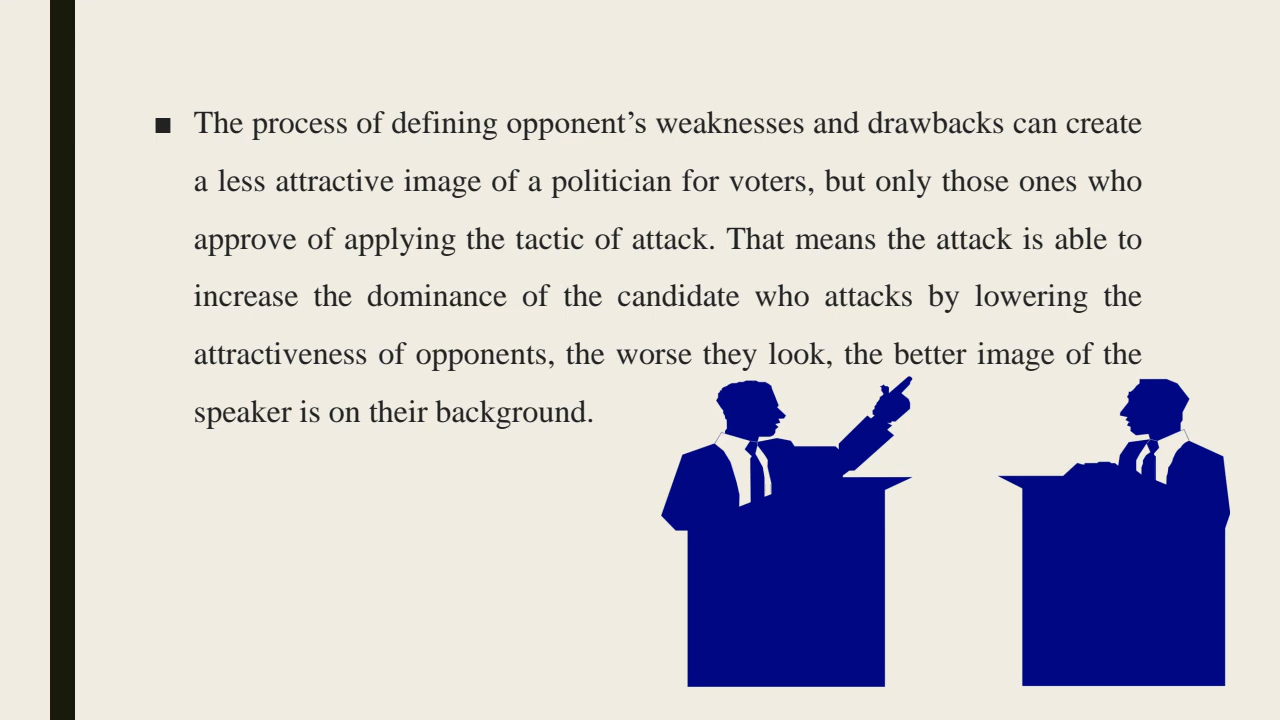 ■ The process of defining opponent’s weaknesses and drawbacks can create
a less attractive image of a politician for voters, but only those ones who
approve of applying the tactic of attack. That means the attack is able to
increase the dominance of the candidate who attacks by lowering the
attractiveness of opponents, the worse they look, the better image of the
speaker is on their background.